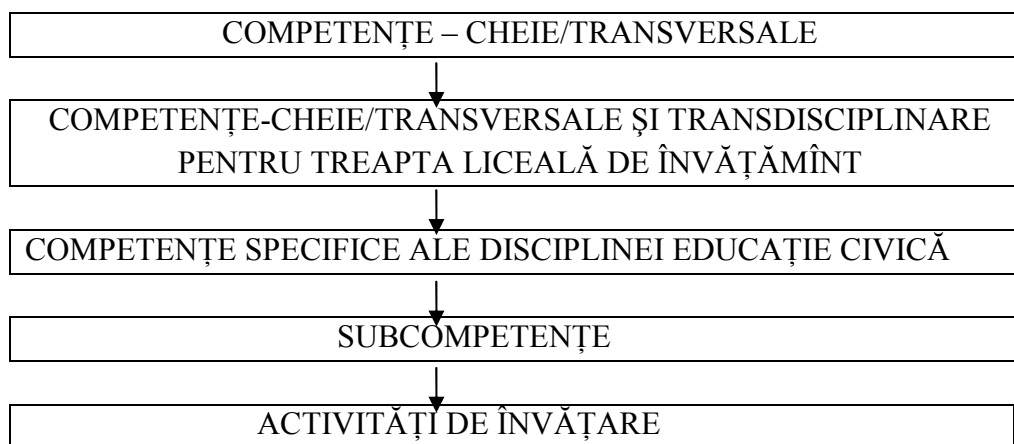 COMPETENȚE – CHEIE/TRANSVERSALE
COMPETENȚE-CHEIE/TRANSVERSALE ŞI TRANSDISCIPLINARE
PENTRU TREAPTA LICEALĂ DE ÎNVĂȚĂMÎNT
COMPETENȚE SPECIFICE ALE DISCIPLINEI EDUCAȚIE CIVICĂ
SUBCOMPETENȚE
ACTIVITĂȚI DE ÎNVĂȚARE